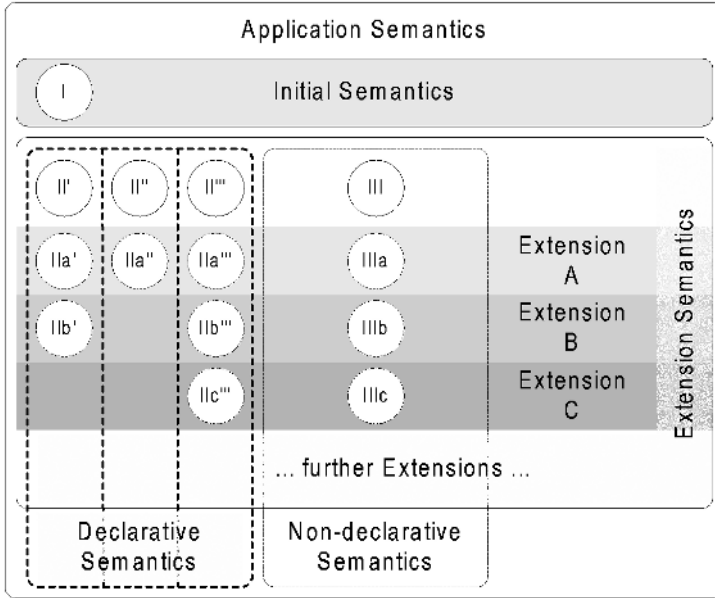 Application Semantics
I
Initial Semantics
II'
II''
II'''
III
IIa'
IIa''
IIa'''
IIIa
Extension
A
IIb'
IIb'''
IIIb
Extension
B
IIc'''
IIIc
Extension
C
Extension Semantics
... further Extensions ...
Declarative
Semantics
Non-declarative
Semantics